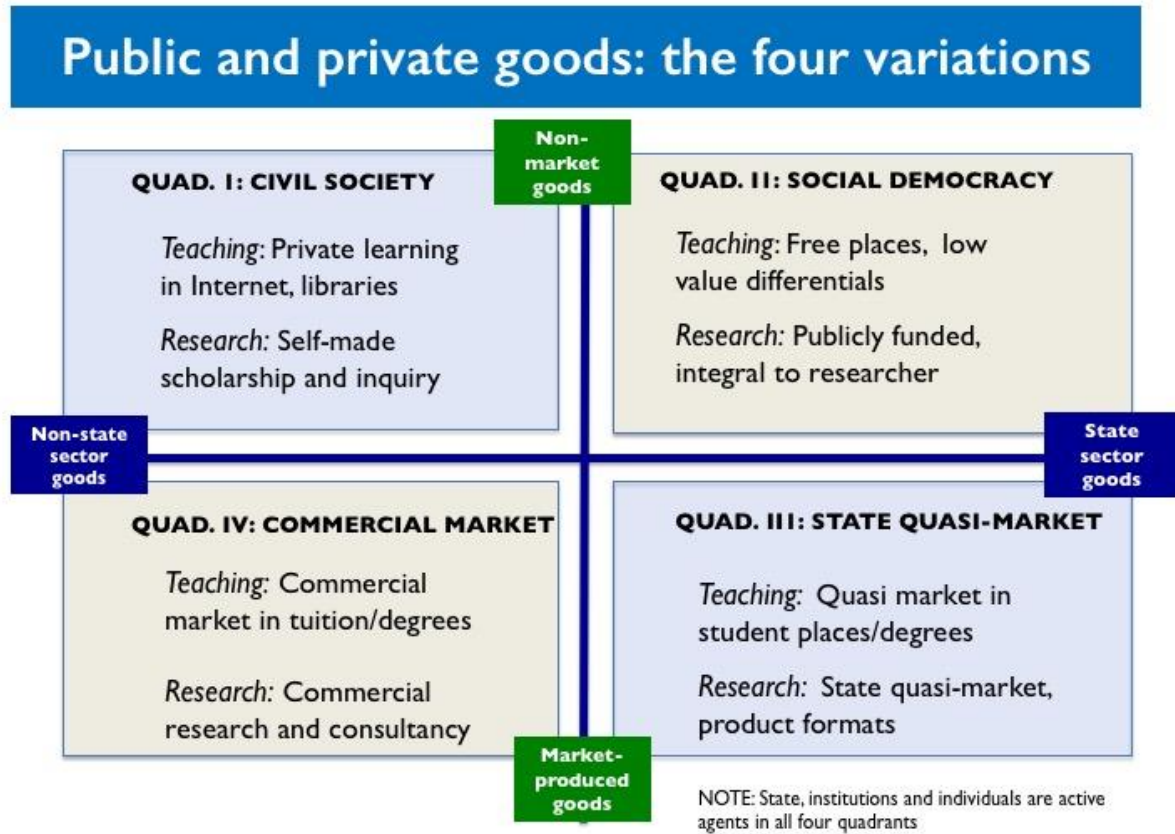 Public and private goods: the four variations
Non-
market
goods
QUAD. I: CIVIL SOCIETY
Teaching: Private learning
in Internet, libraries
Research: Self-made
scholarship and inquiry
QUAD. II: SOCIAL DEMOCRACY
Teaching: Free places, low
value differentials
Research: Publicly funded,
integral to researcher
Non-state
sector
goods
State
sector
goods
QUAD. IV: COMMERCIAL MARKET
Teaching: Commercial
market in tuition/degrees
Research: Commercial
research and consultancy
QUAD. III: STATE QUASI-MARKET
Teaching: Quasi market in
student places/degrees
Research: State quasi-market,
product formats
Market-
produced
goods
NOTE: State, institutions and individuals are active
agents in all four quadrants